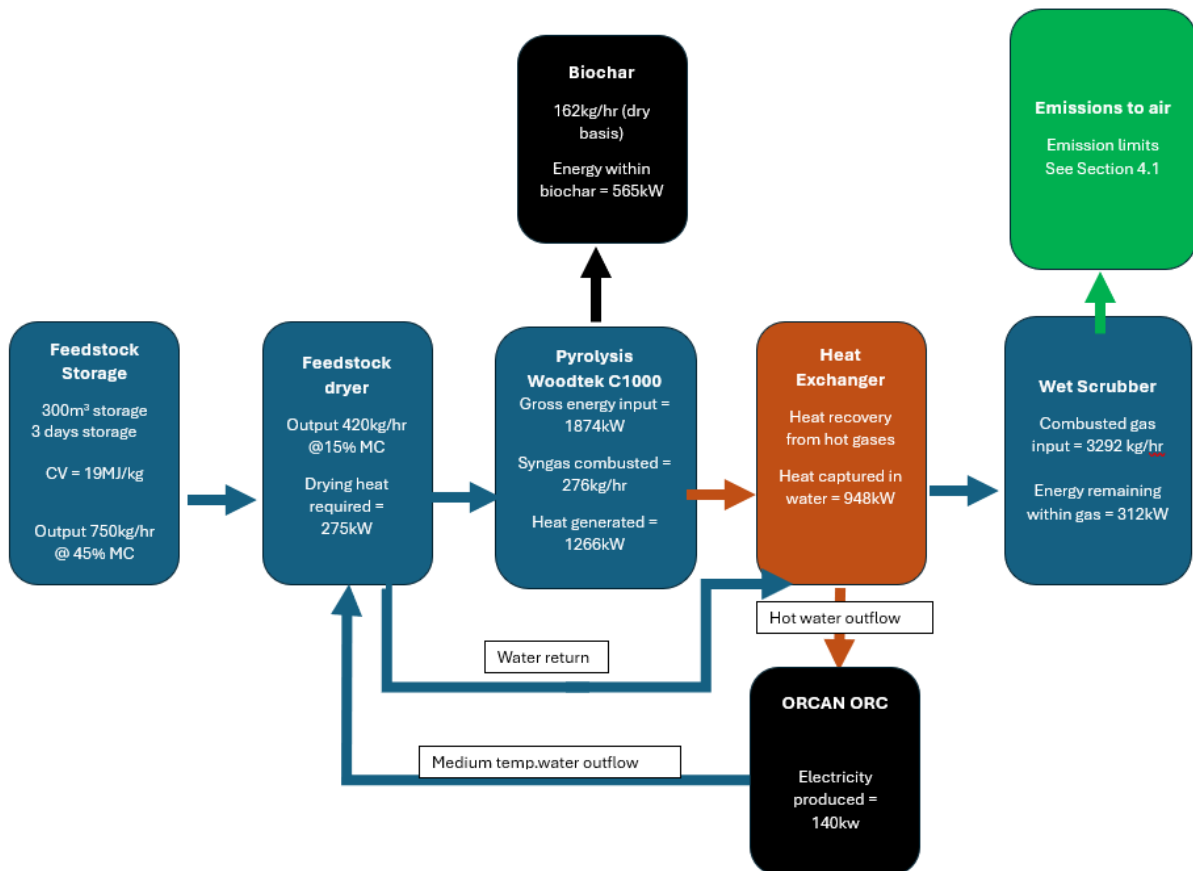 Biochar
162kg/hr (dry
basis)
Energy within
biochar = 565kW
Emissions to air
Emission limits
See Section 4.1
Feedstock
Storage
300m³ storage
3 days storage
CV = 19MJ/kg
Output 750kg/hr
@ 45% MC
Feedstock
dryer
Output 420kg/hr
@15% MC
Drying heat
required =
275kW
Pyrolysis
Woodtek C1000
Gross energy input =
1874kW
Syngas combusted =
276kg/hr
Heat generated =
1266kW
Heat
Exchanger
Heat recovery
from hot gases
Heat captured in
water = 948kW
Wet Scrubber
Combusted gas
input = 3292 kg/hr
Energy remaining
within gas = 312kW
Hot water outflow
Water return
Medium temp.water outflow
ORCAN ORC
Electricity
produced =
140kw